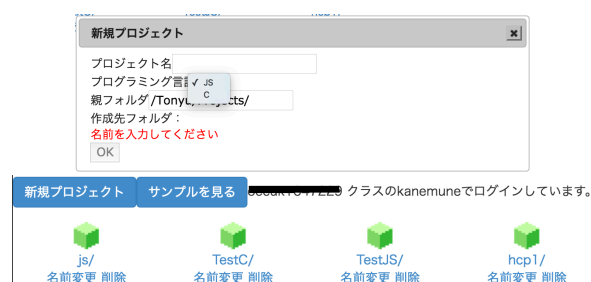 新規プロジェクト
プロジェクト名
プログラミング言
✓ JS
C
親フォルダ /Tonyu/Projects/
作成先フォルダ：
名前を入力してください
OK
新規プロジェクト サンプルを見る クラスのkanemuneでログインしています。
js/ TestC/ TestJS/ hcp1/
名前変更 削除 名前変更 削除 名前変更 削除 名前変更 削除